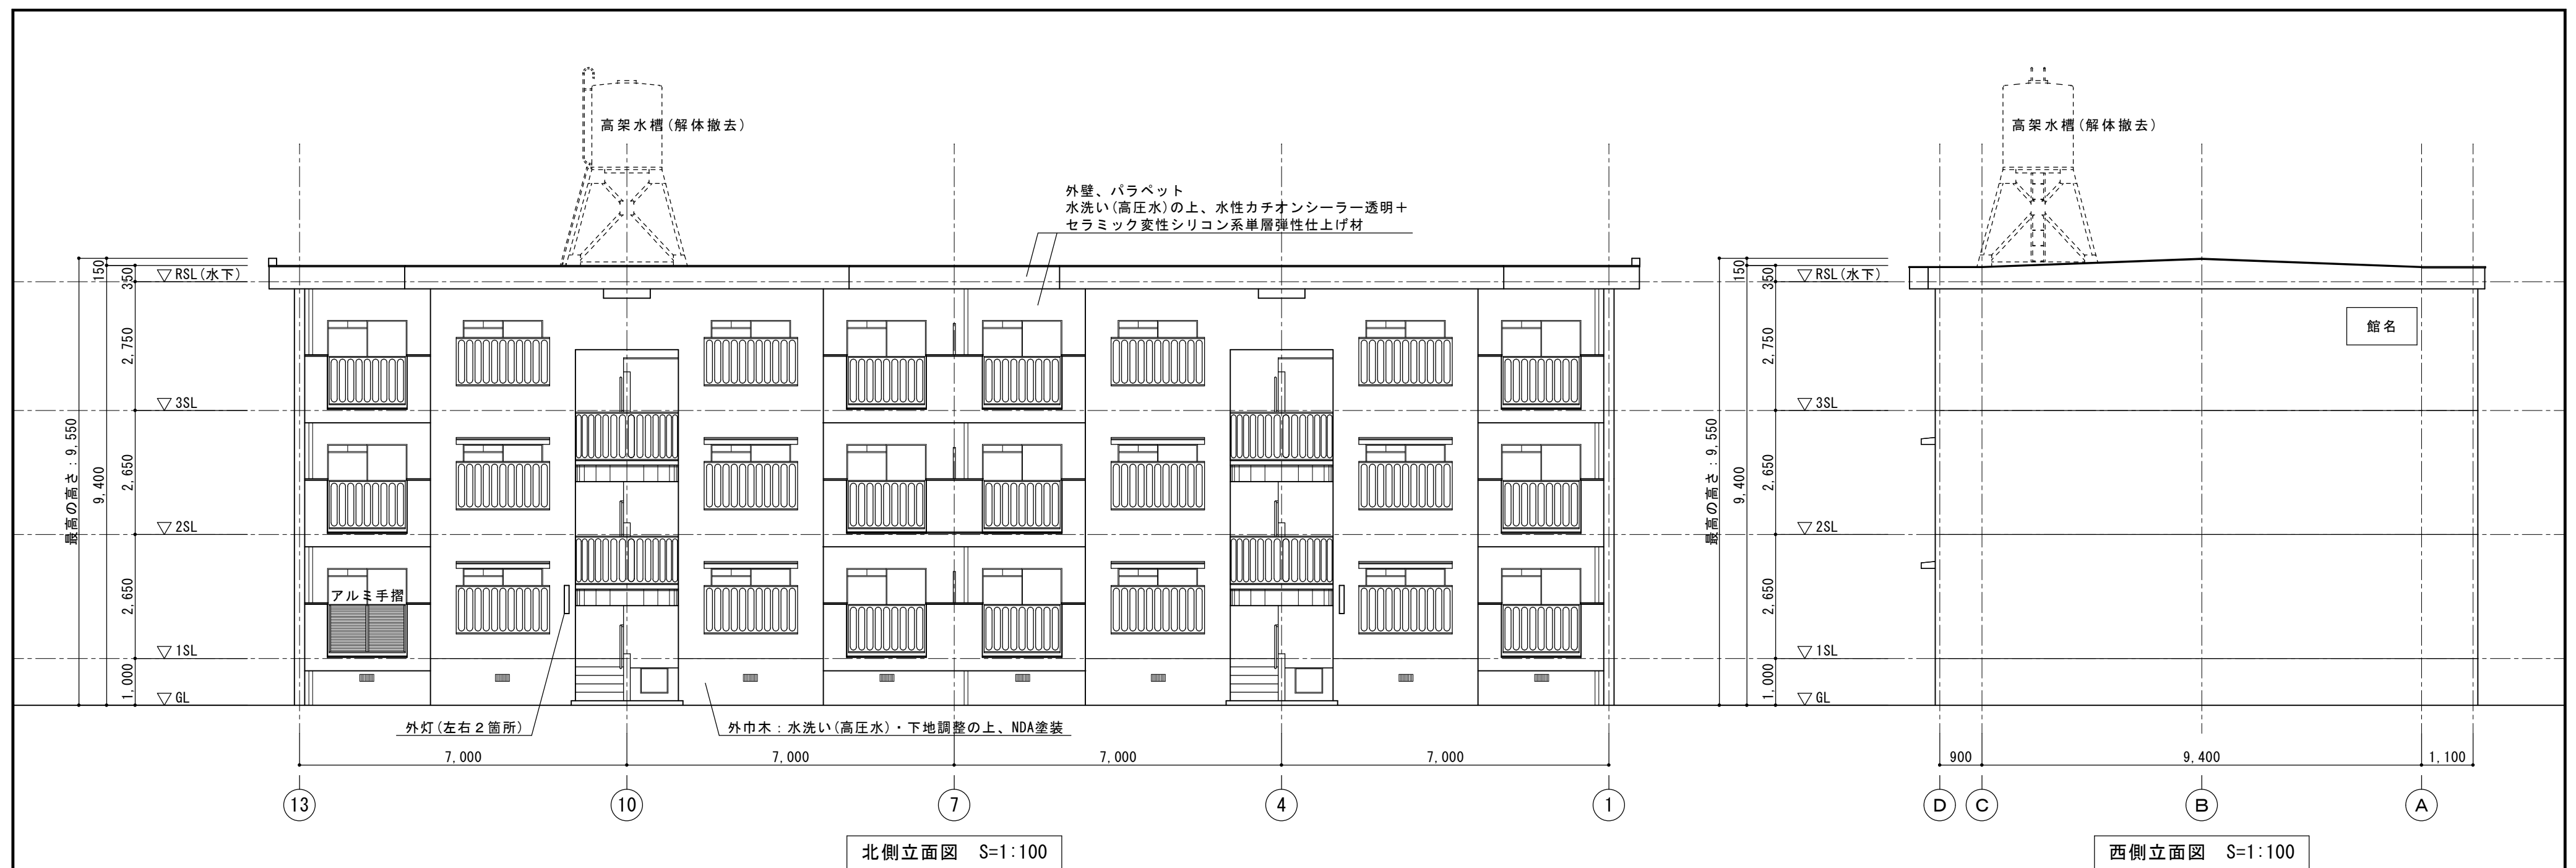 高架水槽(解体撤去)
外壁、パラペット
水洗い(高圧水)の上、水性カチオンシーラー透明＋
セラミック変性シリコン系単層弾性仕上げ材
150
350
▽RSL(水下)
2,750
▽3SL
最高の高さ：9,550
9,400
2,650
▽2SL
2,650
アルミ手摺
▽1SL
1,000
▽GL
外灯(左右２箇所)
外巾木：水洗い(高圧水)・下地調整の上、NDA塗装
7,000
7,000
7,000
7,000
13
10
7
4
1
北側立面図 S=1:100
高架水槽(解体撤去)
150
350
▽RSL(水下)
館名
2,750
▽3SL
最高の高さ：9,550
9,400
2,650
▽2SL
2,650
▽1SL
1,000
▽GL
900
9,400
1,100
D
C
B
A
西側立面図 S=1:100